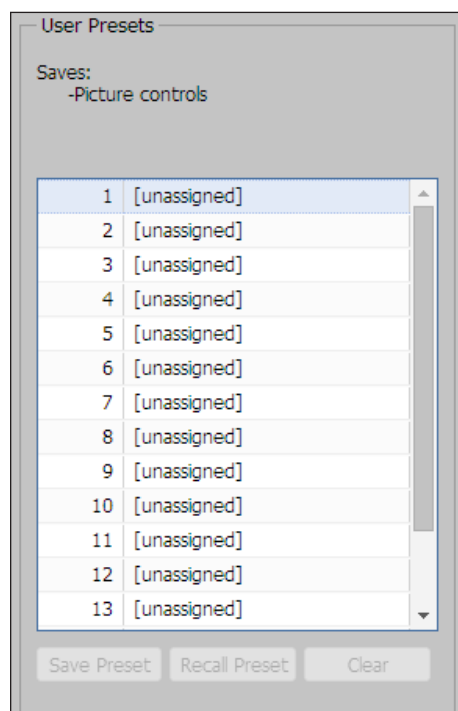 User Presets
Saves:
-Picture controls
1 [unassigned]
2 [unassigned]
3 [unassigned]
4 [unassigned]
5 [unassigned]
6 [unassigned]
7 [unassigned]
8 [unassigned]
9 [unassigned]
10 [unassigned]
11 [unassigned]
12 [unassigned]
13 [unassigned]
Save Preset Recall Preset Clear